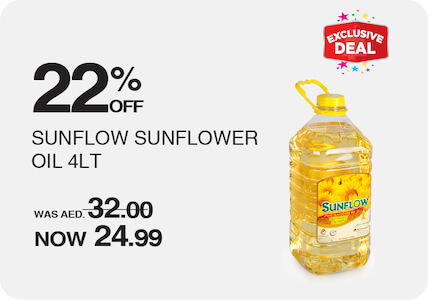 EXCLUSIVE
DEAL
22%
OFF
SUNFLOW SUNFLOWER
OIL 4LT
WAS AED. 32.00
NOW 24.99
SUNFLOW